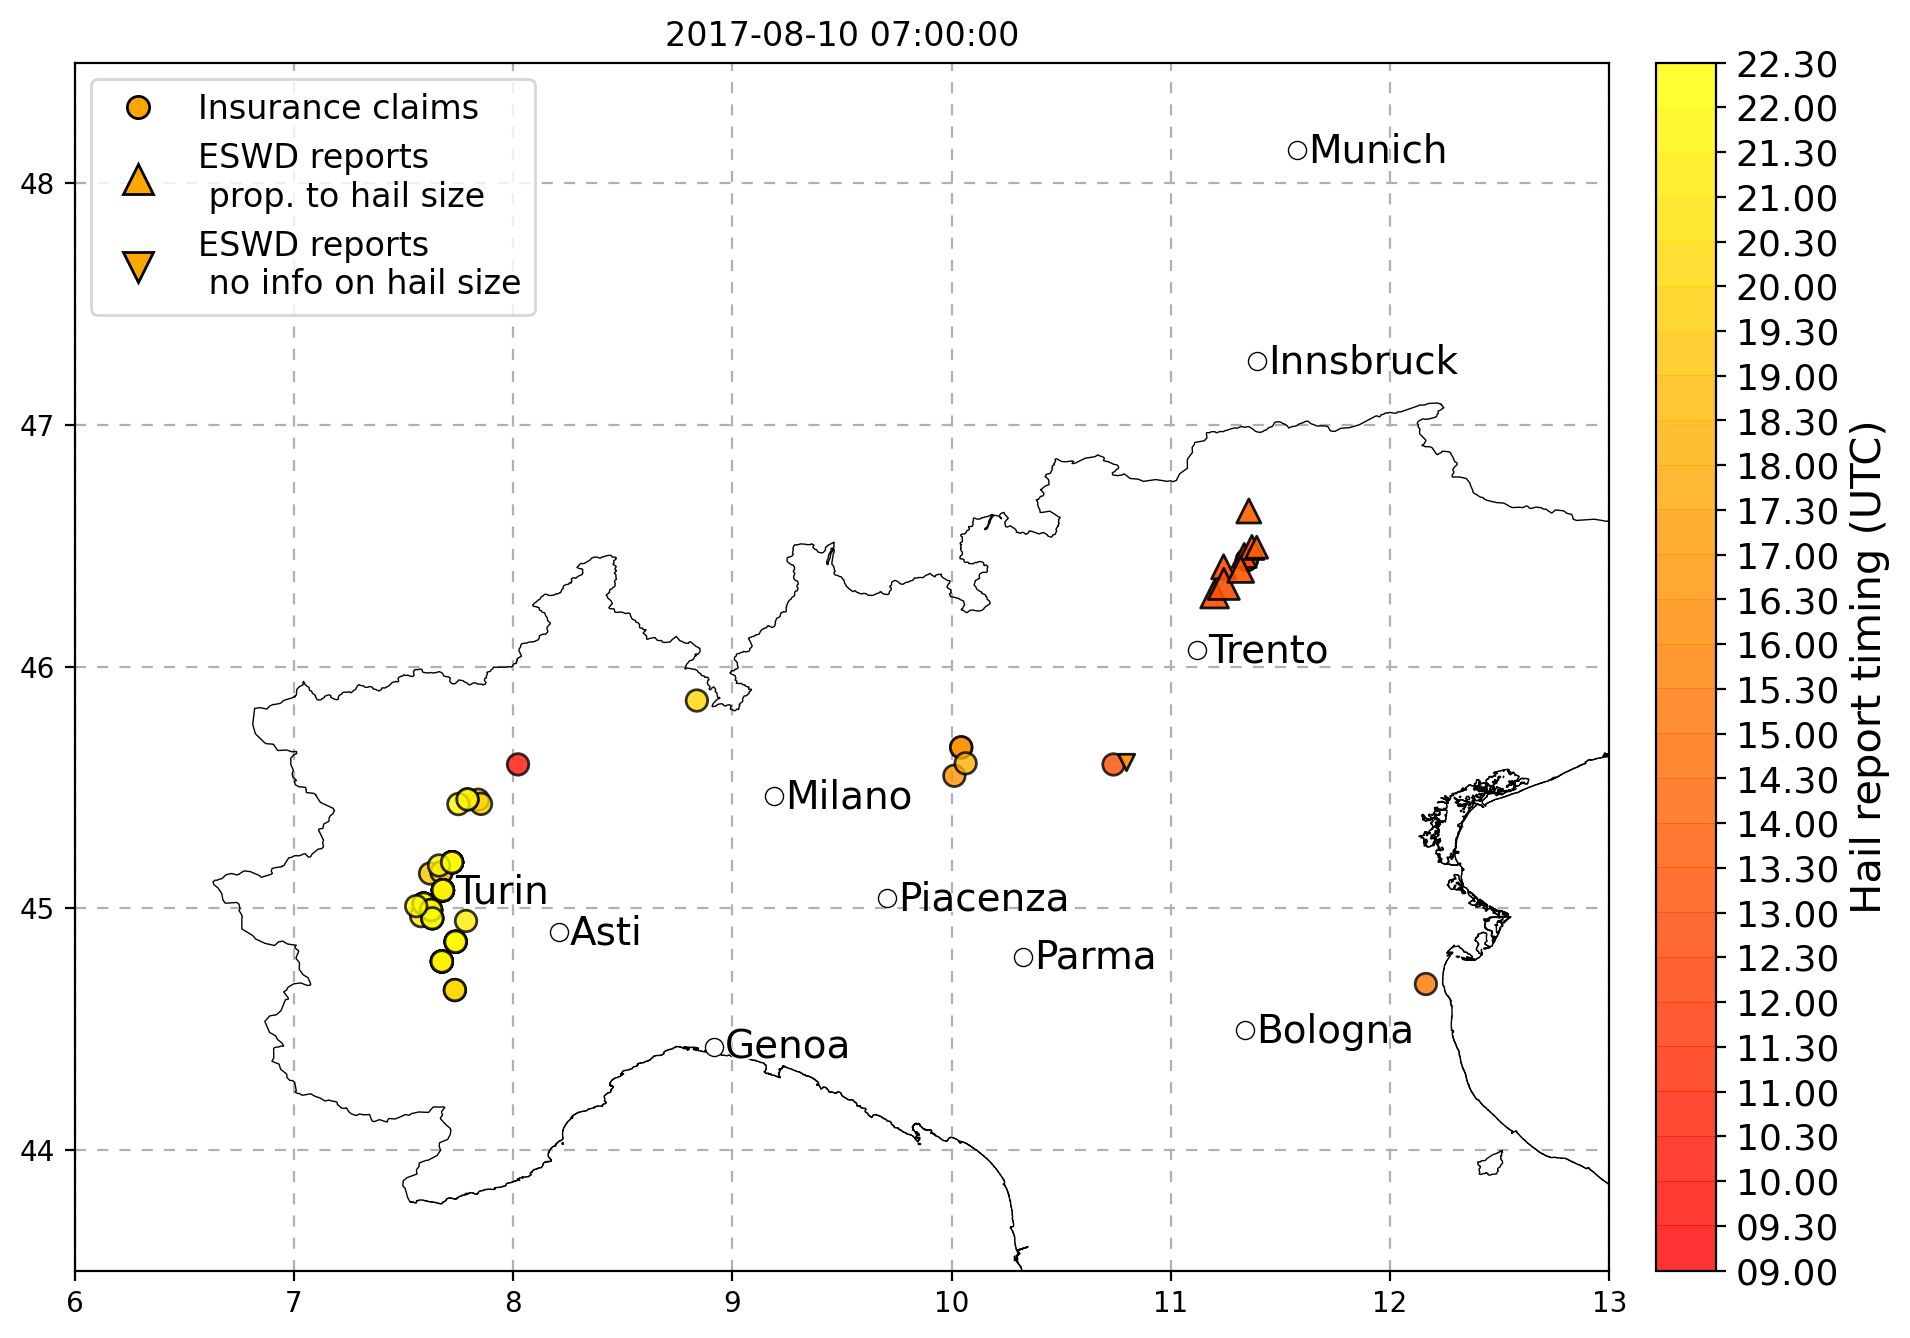 2017-08-10 07:00:00
Insurance claims
ESWD reports
prop. to hail size
ESWD reports
no info on hail size
Munich
Innsbruck
Trento
Milano
Turin
Piacenza
Asti
Parma
Bologna
Genoa
48
47
46
45
44
6 7 8 9 10 11 12 13
22.30
22.00
21.30
21.00
20.30
20.00
19.30
19.00
18.30
18.00
17.30
17.00
16.30
16.00
15.30
15.00
14.30
14.00
13.30
13.00
12.30
12.00
11.30
11.00
10.30
10.00
09.30
09.00
Hail report timing (UTC)